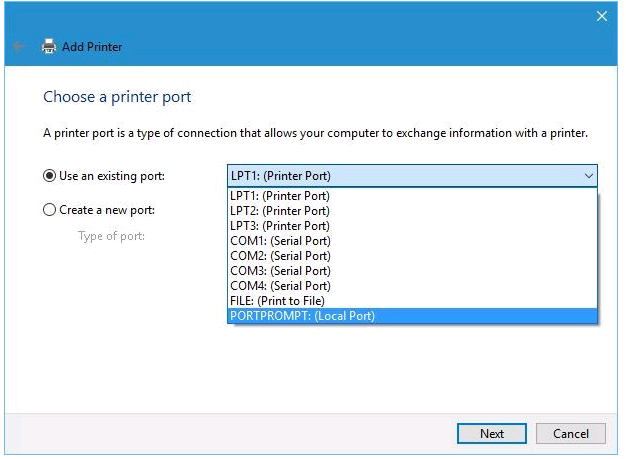 Add Printer
Choose a printer port
A printer port is a type of connection that allows your computer to exchange information with a printer.
Use an existing port: LPT1: (Printer Port)
LPT1: (Printer Port)
LPT2: (Printer Port)
LPT3: (Printer Port)
COM1: (Serial Port)
COM2: (Serial Port)
COM3: (Serial Port)
COM4: (Serial Port)
FILE: (Print to File)
PORTPROMPT: (Local Port)
Create a new port:
Type of port:
Next Cancel